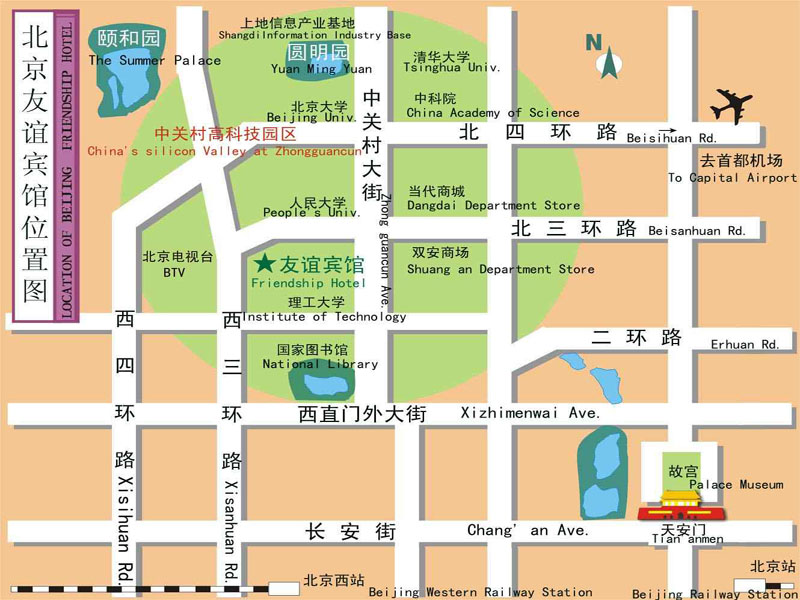 北京友谊宾馆位置图
LOCATION OF BEIJING FRIENDSHIP HOTEL
颐和园
The Summer Palace
上地信息产业基地
ShangdiInformation Industry Base
圆明园
Yuan Ming Yuan
清华大学
Tsinghua Univ.
N
北京大学
Beijing Univ.
中科院
China Academy of Science
中关村大街
Zhong guancun Ave.
中关村高科技园区
China's silicon Valley at Zhongguancun
北四环路
Beisihuan Rd.
→
去首都机场
To Capital Airport
人民大学
People's Univ.
当代商城
Dangdai Department Store
北三环路
Beisanhuan Rd.
北京电视台
BTV
★友谊宾馆
Friendship Hotel
双安商场
Shuang an Department Store
理工大学
Institute of Technology
西四环路
Xisihuan Rd.
西三环路
Xisanhuan Rd.
二环路
Erhuan Rd.
国家图书馆
National Library
西直门外大街
Xizhimenwai Ave.
故宫
Palace Museum
长安街
Chang' an Ave.
天安门
Tian'anmen
北京西站
Beijing Western Railway Station
北京站
Beijing Railway Station